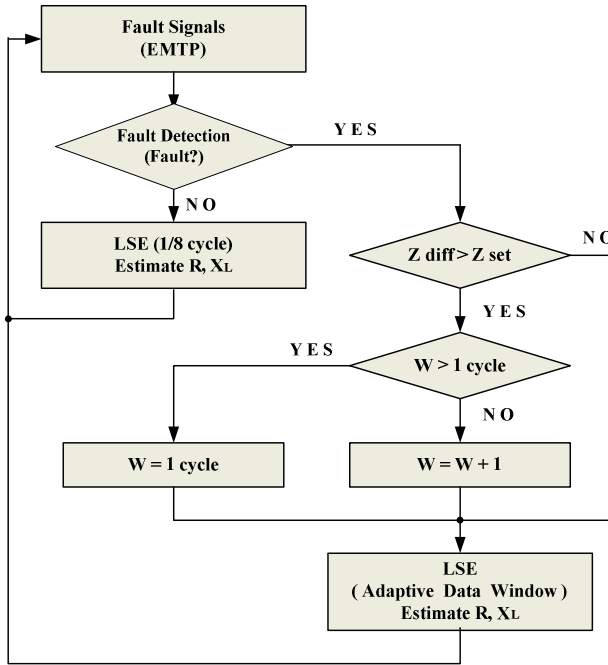 Fault Signals
(EMTP)
Fault Detection
(Fault?)
YES
NO
LSE (1/8 cycle)
Estimate R, XL
Z diff > Z set
NO
YES
W > 1 cycle
YES
NO
W = 1 cycle
W = W + 1
LSE
( Adaptive Data Window )
Estimate R, XL